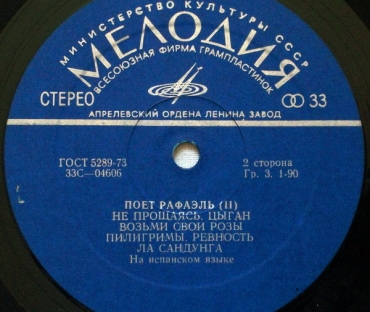 МИНИСТЕРСТВО КУЛЬТУРЫ СССР
МЕЛОДИЯ
ВСЕСОЮЗНАЯ ФИРМА ГРАМПЛАСТИНОК
СТЕРЕО
33
АПРЕЛЕВСКИЙ ОРДЕНА ЛЕНИНА ЗАВОД
ГОСТ 5289-73
33С—04606
2 сторона
Гр. 3. 1-90
ПОЕТ РАФАЭЛЬ (II)
НЕ ПРОЩАЯСЬ. ЦЫГАН
ВОЗЬМИ СВОИ РОЗЫ
ПИЛИГРИМЫ. РЕВНОСТЬ
ЛА САНДУНГА
На испанском языке